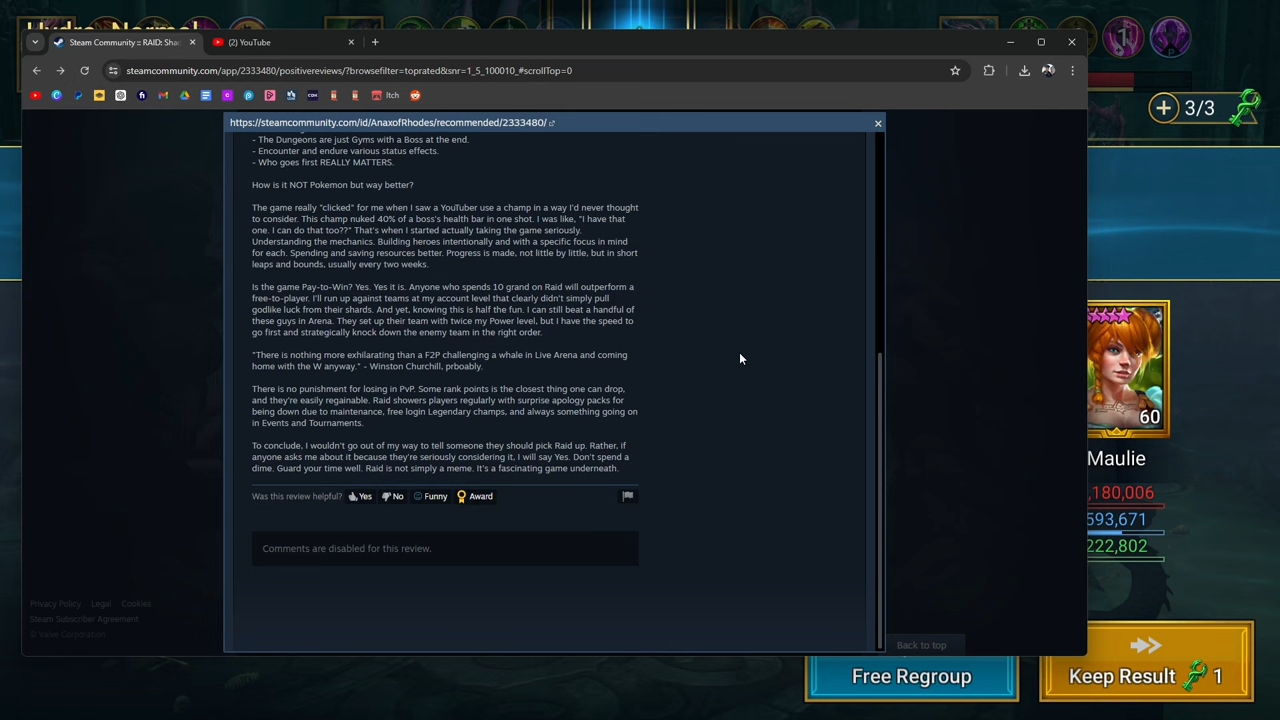 Hydra Normal
Steam Community :: RAID: Sha
(2) YouTube
steamcommunity.com/app/2333480/positivereviews/?browsefilter=toprated&snr=1_5_100010_#scrollTop=0
Itch
3/3
https://steamcommunity.com/id/AnaxofRhodes/recommended/2333480/
- The Dungeons are just Gyms with a Boss at the end.
- Encounter and endure various status effects.
- Who goes first REALLY MATTERS.
How is it NOT Pokemon but way better?
The game really "clicked" for me when I saw a YouTuber use a champ in a way I'd never thought
to consider. This champ nuked 40% of a boss's health bar in one shot. I was like, "I have that
one. I can do that too??" That's when I started actually taking the game seriously.
Understanding the mechanics. Building heroes intentionally and with a specific focus in mind
for each. Spending and saving resources better. Progress is made, not little by little, but in short
leaps and bounds, usually every two weeks.
Is the game Pay-to-Win? Yes. Yes it is. Anyone who spends 10 grand on Raid will outperform a
free-to-player. I'll run up against teams at my account level that clearly didn't simply pull
godlike luck from their shards. And yet, knowing this is half the fun. I can still beat a handful of
these guys in Arena. They set up their team with twice my Power level, but I have the speed to
go first and strategically knock down the enemy team in the right order.
"There is nothing more exhilarating than a F2P challenging a whale in Live Arena and coming
home with the W anyway." - Winston Churchill, prboably.
There is no punishment for losing in PvP. Some rank points is the closest thing one can drop,
and they're easily regainable. Raid showers players regularly with surprise apology packs for
being down due to maintenance, free login Legendary champs, and always something going on
in Events and Tournaments.
To conclude, I wouldn't go out of my way to tell someone they should pick Raid up. Rather, if
anyone asks me about it because they're seriously considering it, I will say Yes. Don't spend a
dime. Guard your time well. Raid is not simply a meme. It's a fascinating game underneath.
Was this review helpful? Yes No Funny Award
Comments are disabled for this review.
60
Maulie
,180,006
593,671
222,802
Privacy Policy Legal Cookies
Steam Subscriber Agreement
© Valve Corporation
Back to top
Free Regroup
Keep Result 1